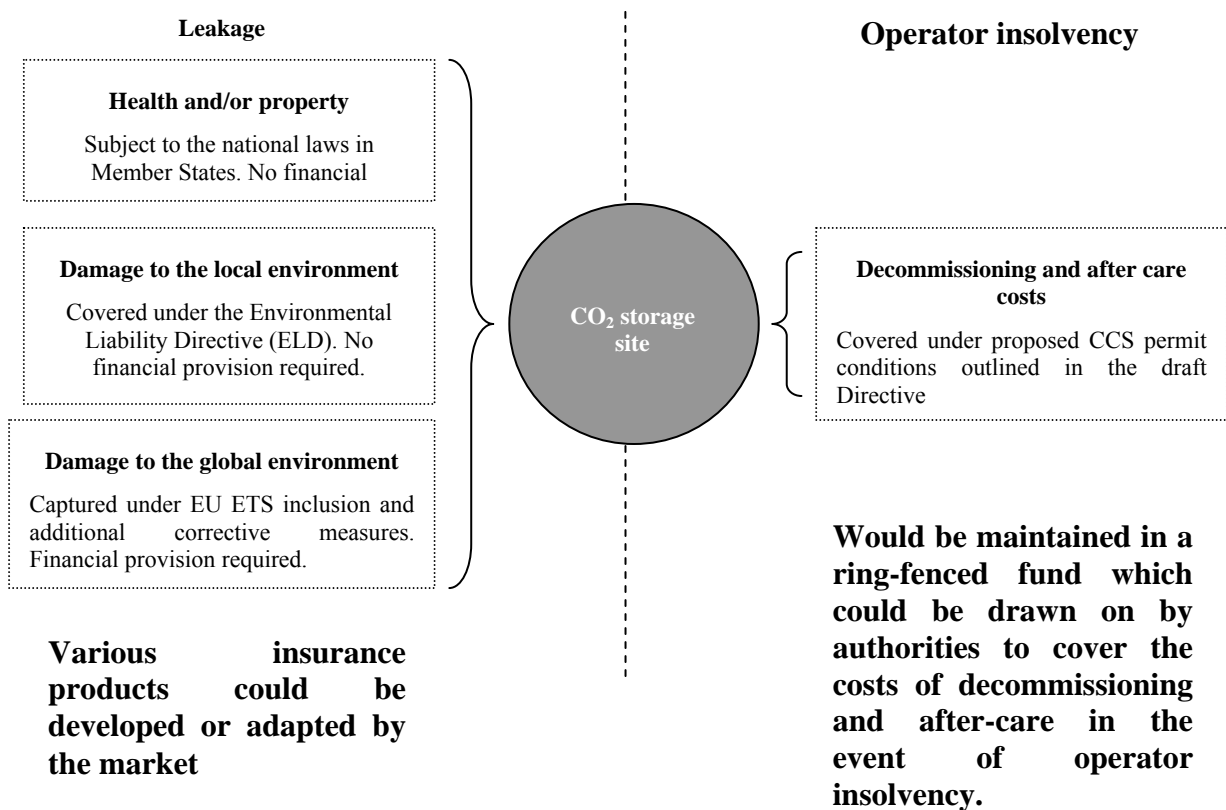 Leakage
Health and/or property
Subject to the national laws in
Member States. No financial
Damage to the local environment
Covered under the Environmental
Liability Directive (ELD). No
financial provision required.
Damage to the global environment
Captured under EU ETS inclusion and
additional corrective measures.
Financial provision required.
Various insurance
products could be
developed or adapted by
the market
CO₂ storage
site
Operator insolvency
Decommissioning and after care
costs
Covered under proposed CCS permit
conditions outlined in the draft
Directive
Would be maintained in a
ring-fenced fund which
could be drawn on by
authorities to cover the
costs of decommissioning
and after-care in the
event of operator
insolvency.